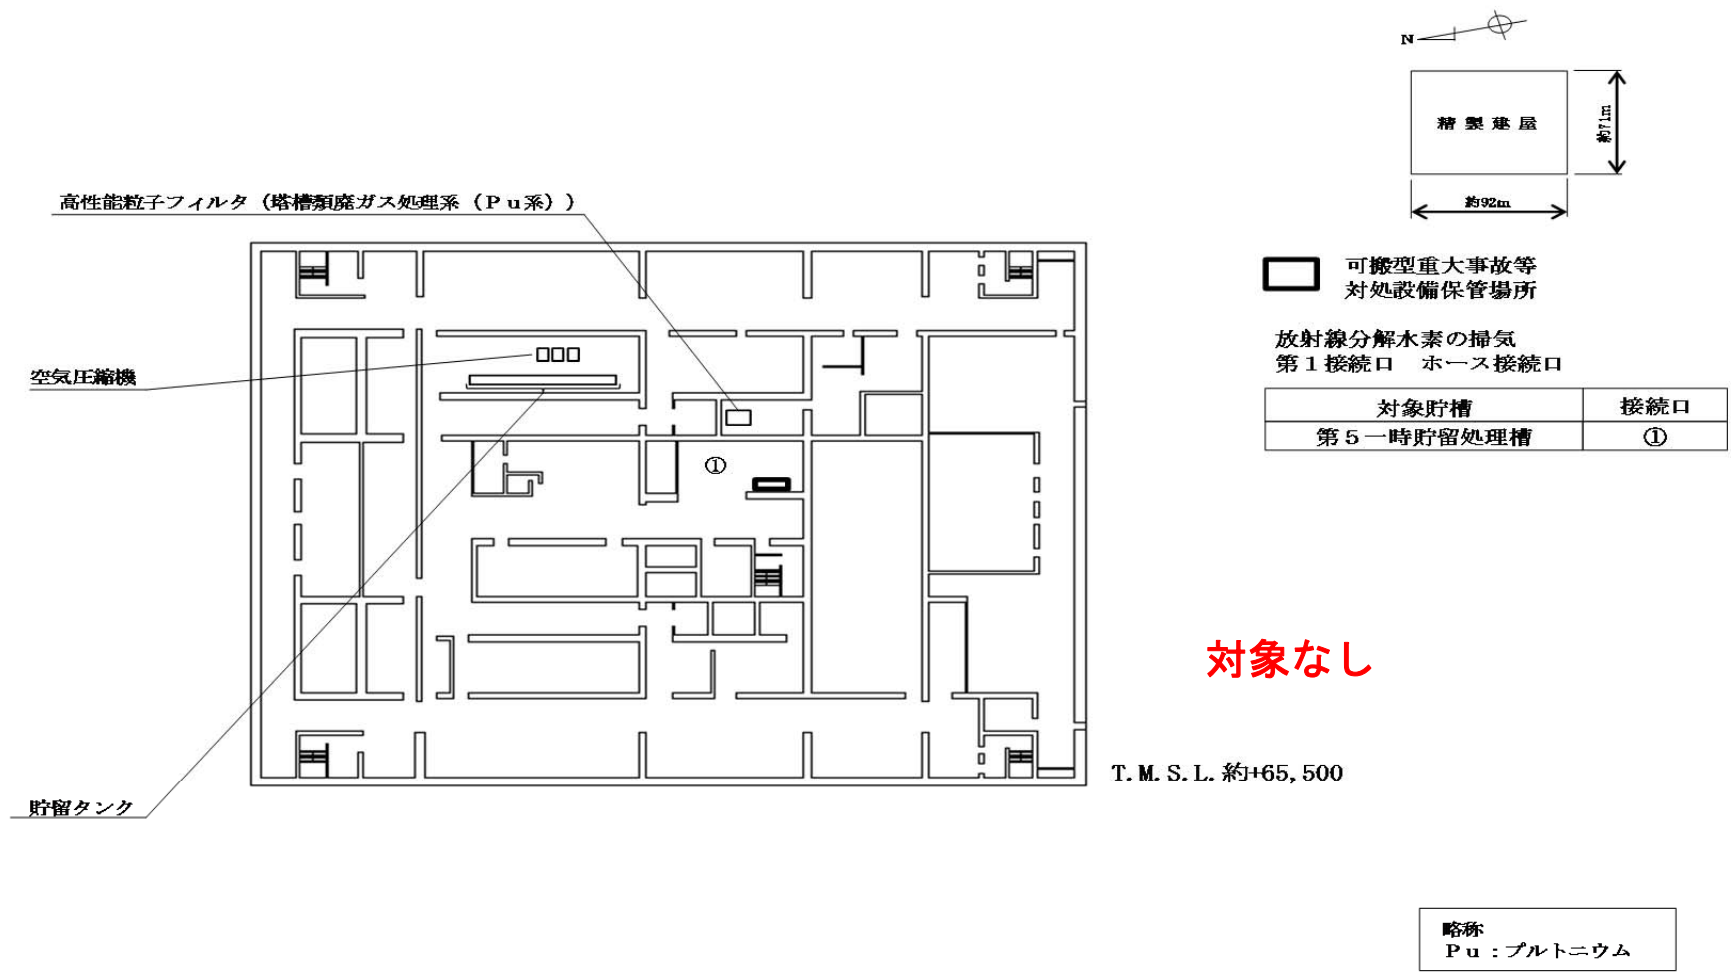 N
精製建屋
約71m
約92m
高性能粒子フィルタ（塔槽類廃ガス処理系（Ｐｕ系））
可搬型重大事故等
対処設備保管場所
放射線分解水素の掃気
第１接続口　ホース接続口
対象貯槽　接続口
第５一時貯留処理槽　①
空気圧縮機
①
対象なし
T.M.S.L.約+65,500
貯留タンク
略称
Ｐｕ：プルトニウム